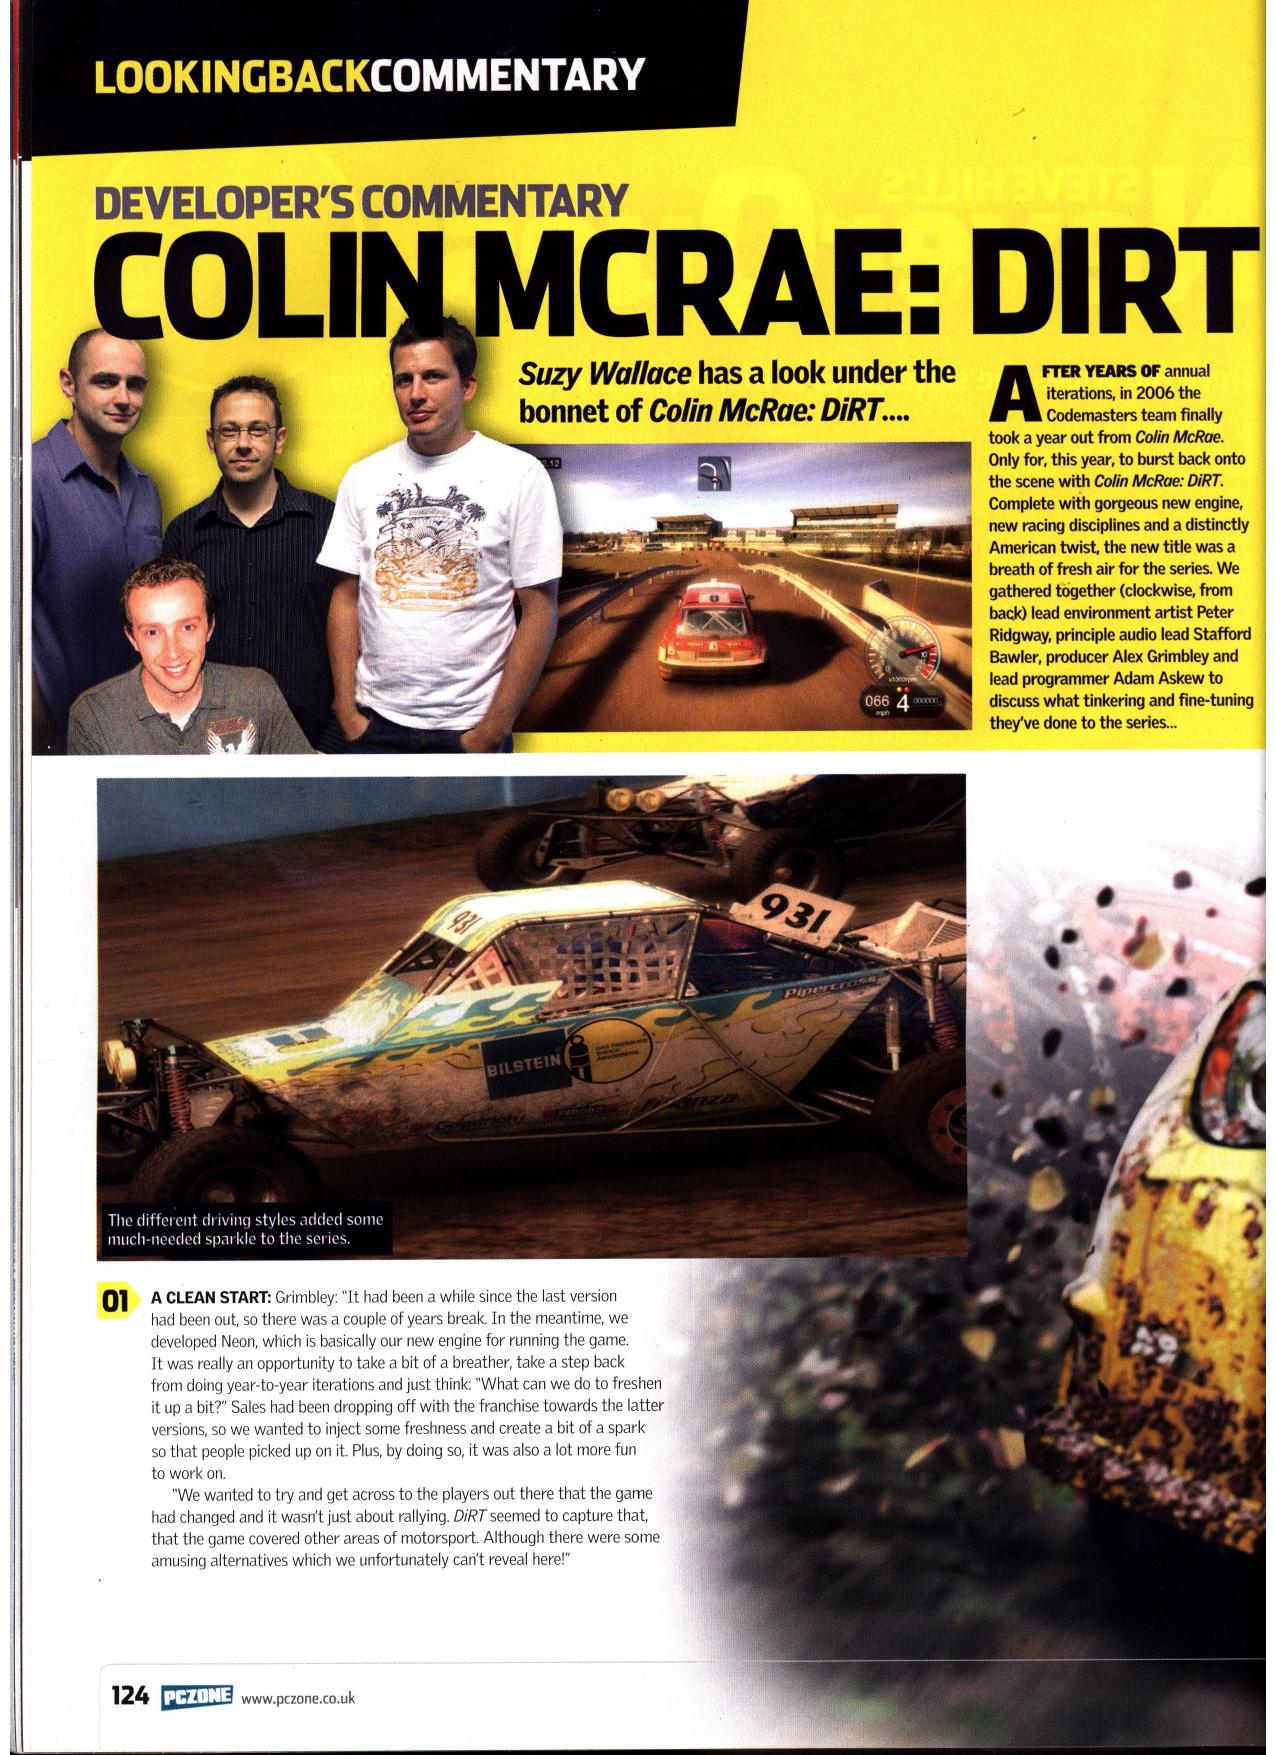 LOOKINGBACKCOMMENTARY
DEVELOPER'S COMMENTARY
COLIN MCRAE: DIRT
Suzy Wallace has a look under the
bonnet of Colin McRae: DiRT....
AFTER YEARS OF annual
iterations, in 2006 the
Codemasters team finally
took a year out from Colin McRae.
Only for, this year, to burst back onto
the scene with Colin McRae: DiRT.
Complete with gorgeous new engine,
new racing disciplines and a distinctly
American twist, the new title was a
breath of fresh air for the series. We
gathered together (clockwise, from
back) lead environment artist Peter
Ridgway, principle audio lead Stafford
Bawler, producer Alex Grimbley and
lead programmer Adam Askew to
discuss what tinkering and fine-tuning
they've done to the series...
066 4 000000
mph
x1000rpm
931
931
Pipercross
BILSTEIN
The different driving styles added some
much-needed sparkle to the series.
01 A CLEAN START: Grimbley: "It had been a while since the last version
had been out, so there was a couple of years break. In the meantime, we
developed Neon, which is basically our new engine for running the game.
It was really an opportunity to take a bit of a breather, take a step back
from doing year-to-year iterations and just think: "What can we do to freshen
it up a bit?" Sales had been dropping off with the franchise towards the latter
versions, so we wanted to inject some freshness and create a bit of a spark
so that people picked up on it. Plus, by doing so, it was also a lot more fun
to work on.
"We wanted to try and get across to the players out there that the game
had changed and it wasn't just about rallying. DiRT seemed to capture that,
that the game covered other areas of motorsport. Although there were some
amusing alternatives which we unfortunately can't reveal here!"
124 PCZONE www.pczone.co.uk